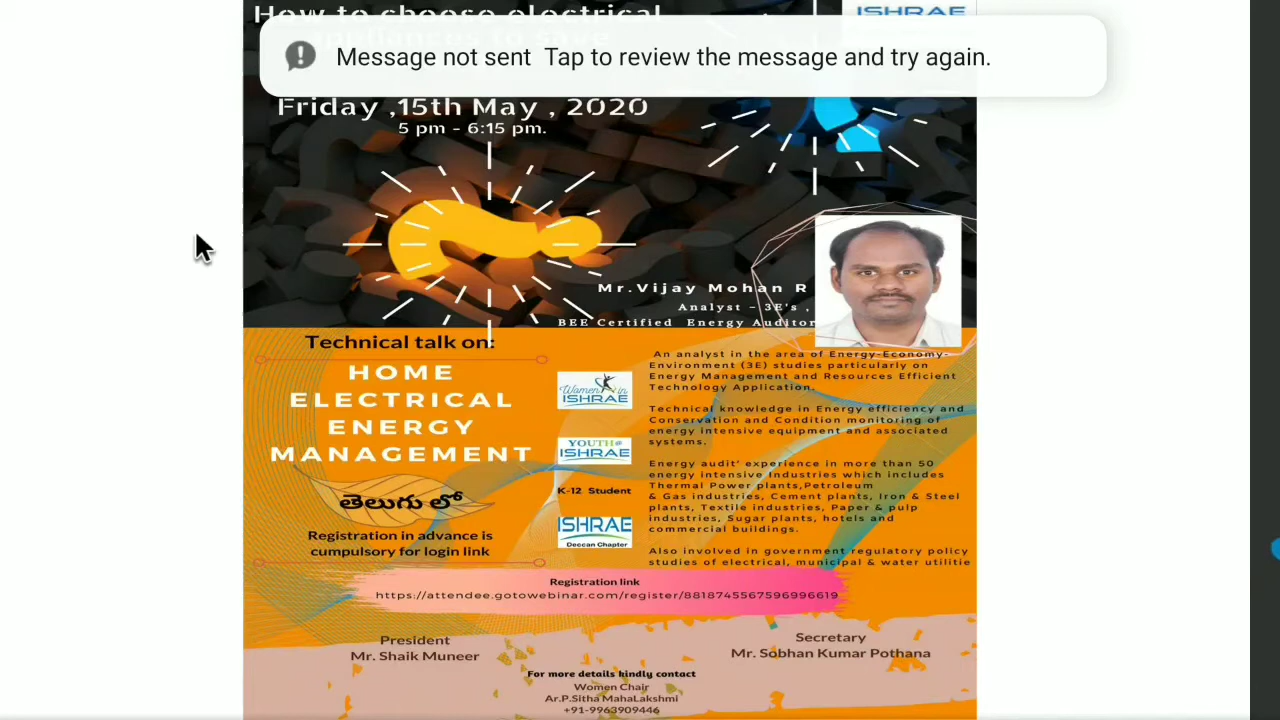 How to choose electrical
ISHRAE
appliances to save
Message not sent Tap to review the message and try again.
Friday ,15th May , 2020
5 pm - 6:15 pm.
Mr.Vijay Mohan R
Analyst - 3E's ,
BEE Certified Energy Auditor
Technical talk on:
HOME
ELECTRICAL
ENERGY
MANAGEMENT
తెలుగు లో
Registration in advance is
cumpulsory for login link
Women in
ISHRAE
YOUTH@
ISHRAE
K-12 Student
ISHRAE
Deccan Chapter
An analyst in the area of Energy-Economy-
Environment (3E) studies particularly on
Energy Management and Resources Efficient
Technology Application.
Technical knowledge in Energy efficiency and
Conservation and Condition monitoring of
energy intensive equipment and associated
systems.
Energy audit' experience in more than 50
energy intensive Industries which includes
Thermal Power plants,Petroleum
& Gas industries, Cement plants, Iron & Steel
plants, Textile industries, Paper & pulp
industries, Sugar plants, hotels and
commercial buildings.
Also involved in government regulatory policy
studies of electrical, municipal & water utilitie
Registration link
https://attendee.gotowebinar.com/register/8818745567596996619
President
Mr. Shaik Muneer
Secretary
Mr. Sobhan Kumar Pothana
For more details kindly contact
Women Chair
Ar.P.Sitha MahaLakshmi
+91-9963909446